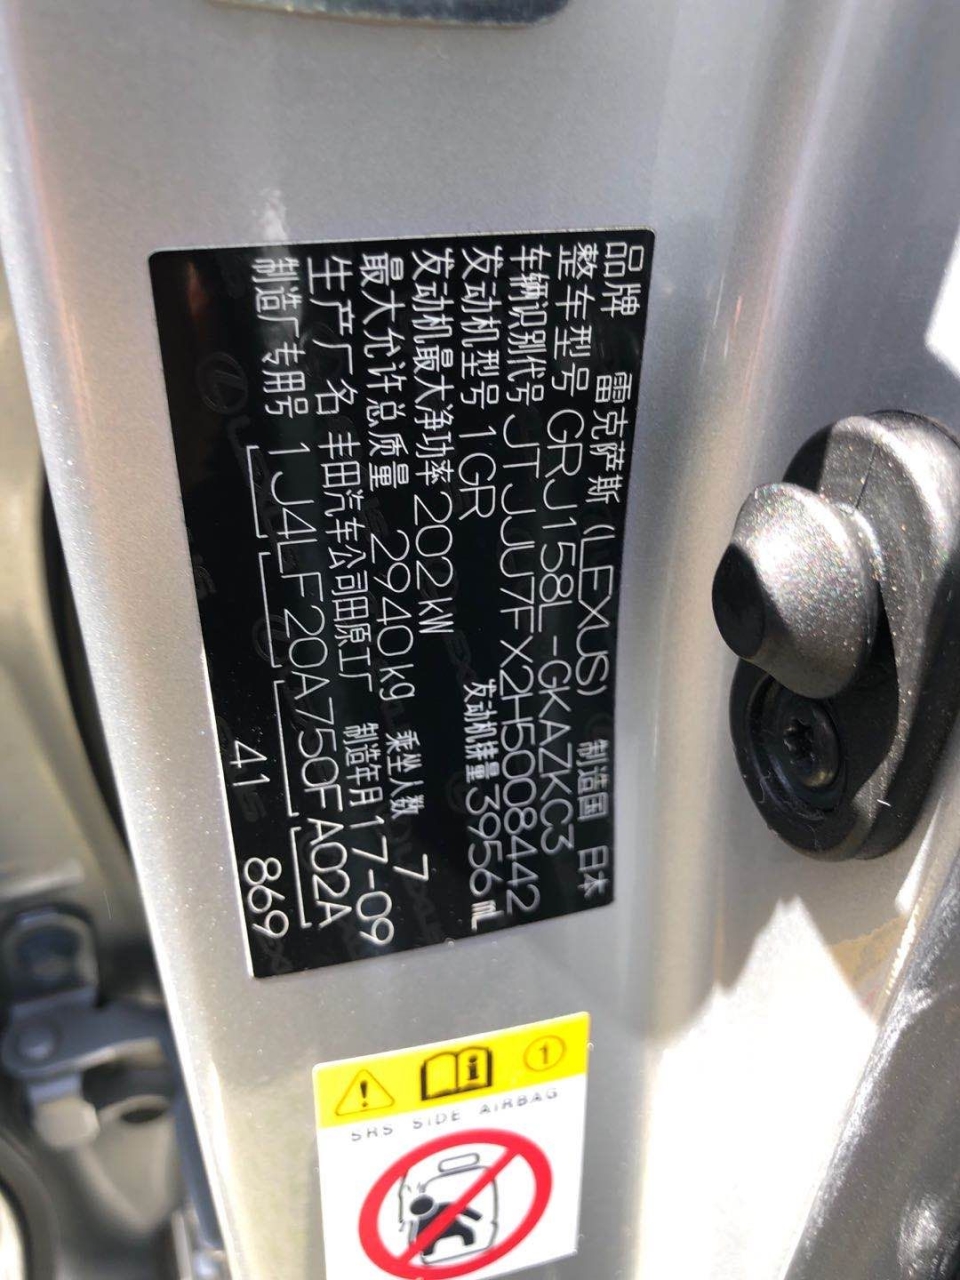 品牌 雷克萨斯 (LEXUS) 制造国 日本
整车型号 GRJ158L-GKAZKC3
车辆识别代号 JTJJU7FX2H5008442
发动机型号 1GR 发动机排量 3956 mL
发动机最大净功率 202 kW
最大允许总质量 2940 kg 乘坐人数 7
生产厂名 丰田汽车公司田原工厂 制造年月 17-09
制造厂专用号 1J4LF20A750FA02A
41 869
1
SRS SIDE AIRBAG